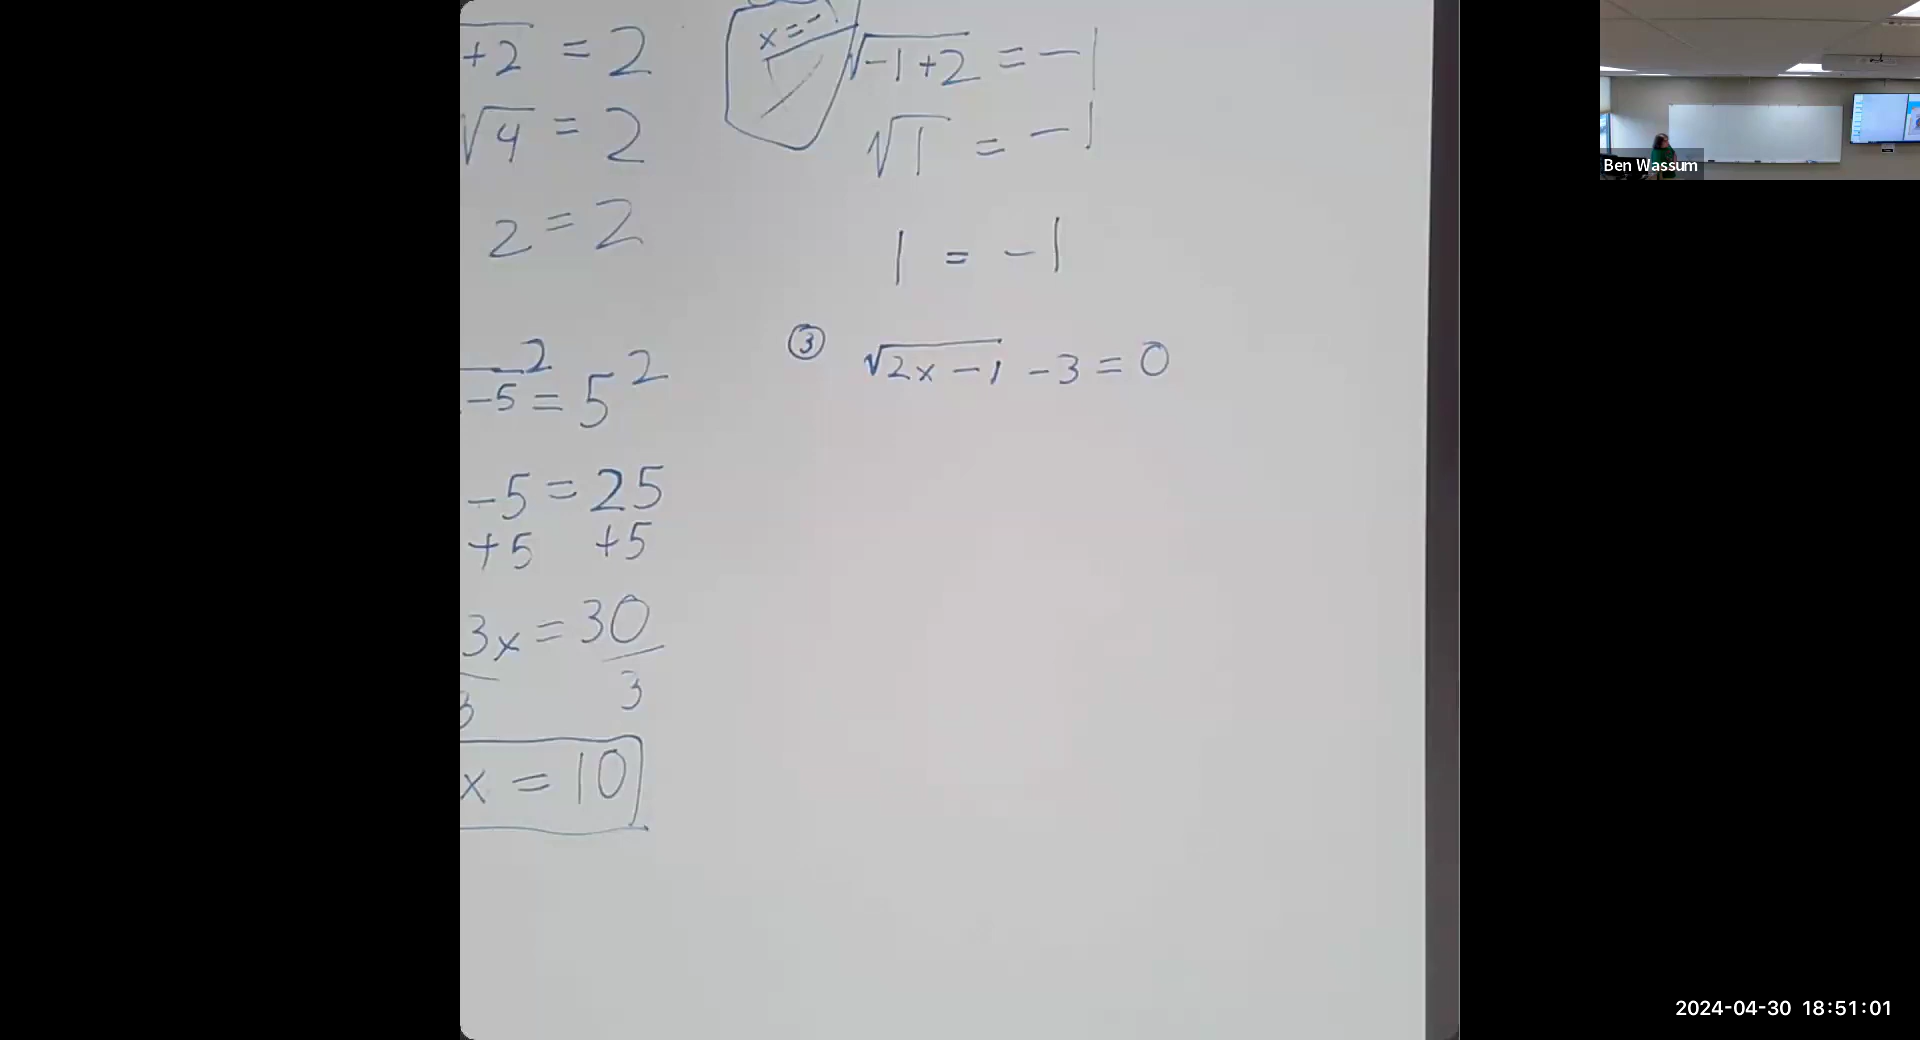 +2 = 2
√4 = 2
2 = 2
2
-5 = 5²
-5 = 25
+5 +5
3x = 30
3 3
x = 10
x = -
√-1+2 = -1
√1 = -1
1 = -1
③ √2x-1 -3 = 0
Ben Wassum
2024-04-30 18:51:01